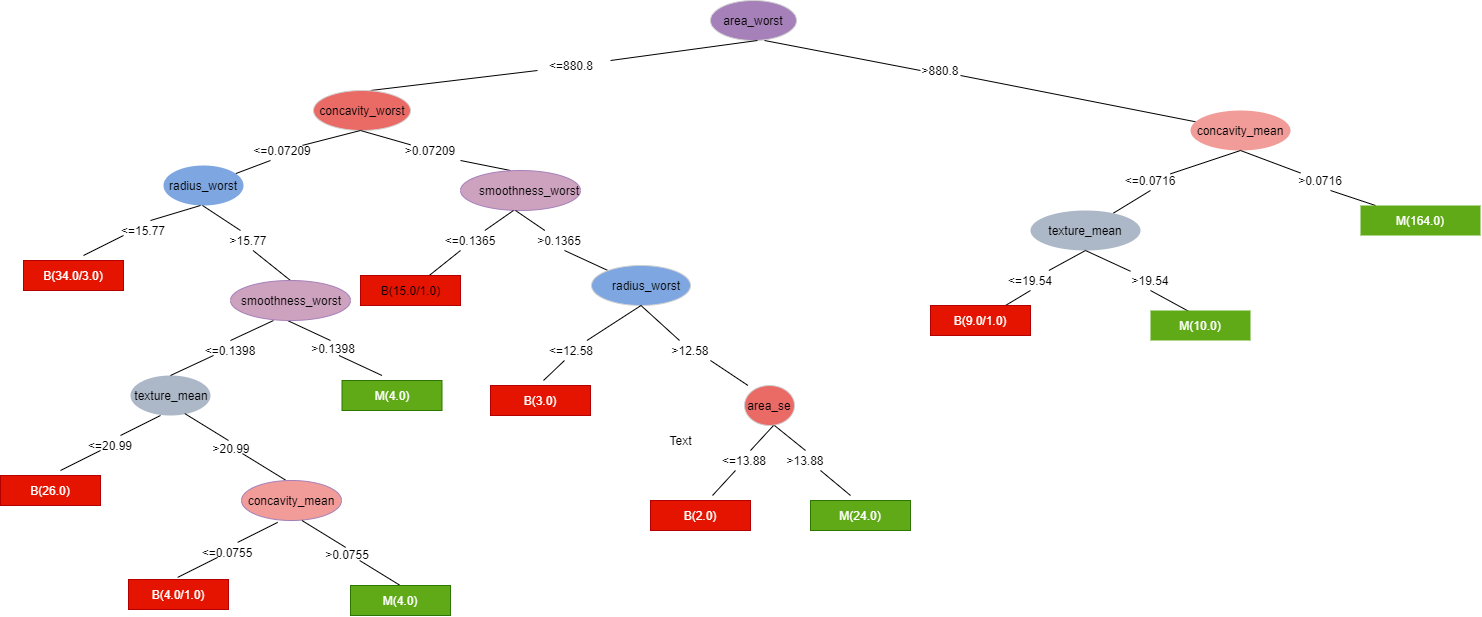 area_worst
<=880.8
>880.8
concavity_worst
concavity_mean
<=0.07209
>0.07209
<=0.0716
>0.0716
radius_worst
smoothness_worst
M(164.0)
<=15.77
>15.77
<=0.1365
>0.1365
texture_mean
B(34.0/3.0)
B(15.0/1.0)
radius_worst
<=19.54
>19.54
smoothness_worst
B(9.0/1.0)
M(10.0)
<=0.1398
>0.1398
<=12.58
>12.58
texture_mean
M(4.0)
B(3.0)
area_se
<=20.99
>20.99
Text
<=13.88
>13.88
B(26.0)
concavity_mean
B(2.0)
M(24.0)
<=0.0755
>0.0755
B(4.0/1.0)
M(4.0)